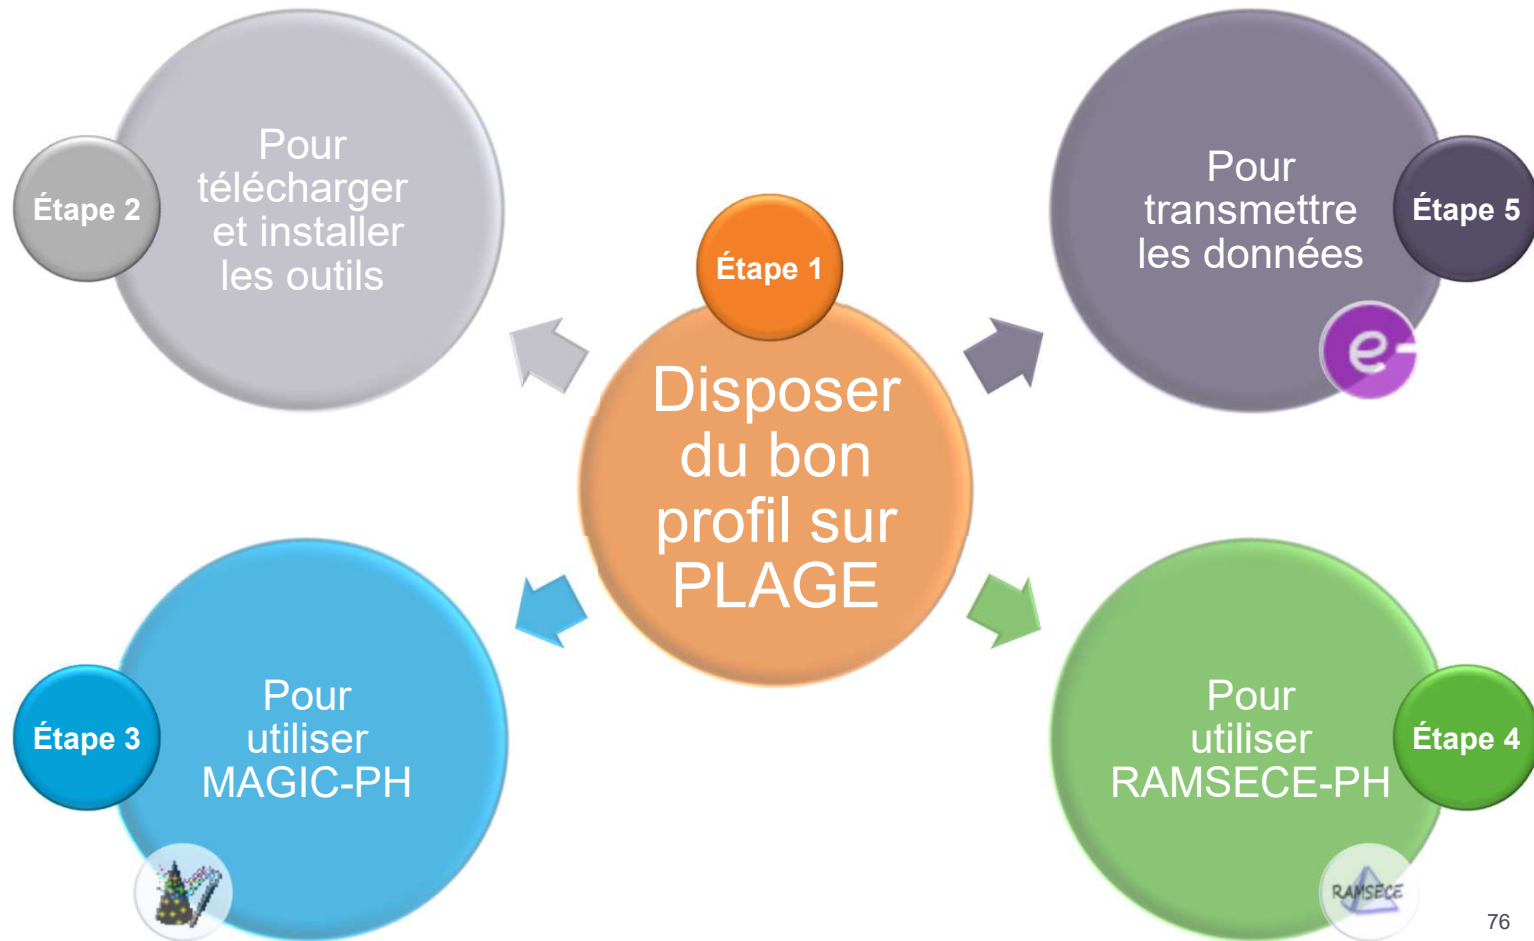 Étape 1
Disposer
du bon
profil sur
PLAGE
Étape 2
Pour
télécharger
et installer
les outils
Étape 3
Pour
utiliser
MAGIC-PH
Étape 4
Pour
utiliser
RAMSECE-PH
RAMSECE
Étape 5
Pour
transmettre
les données
e-
76